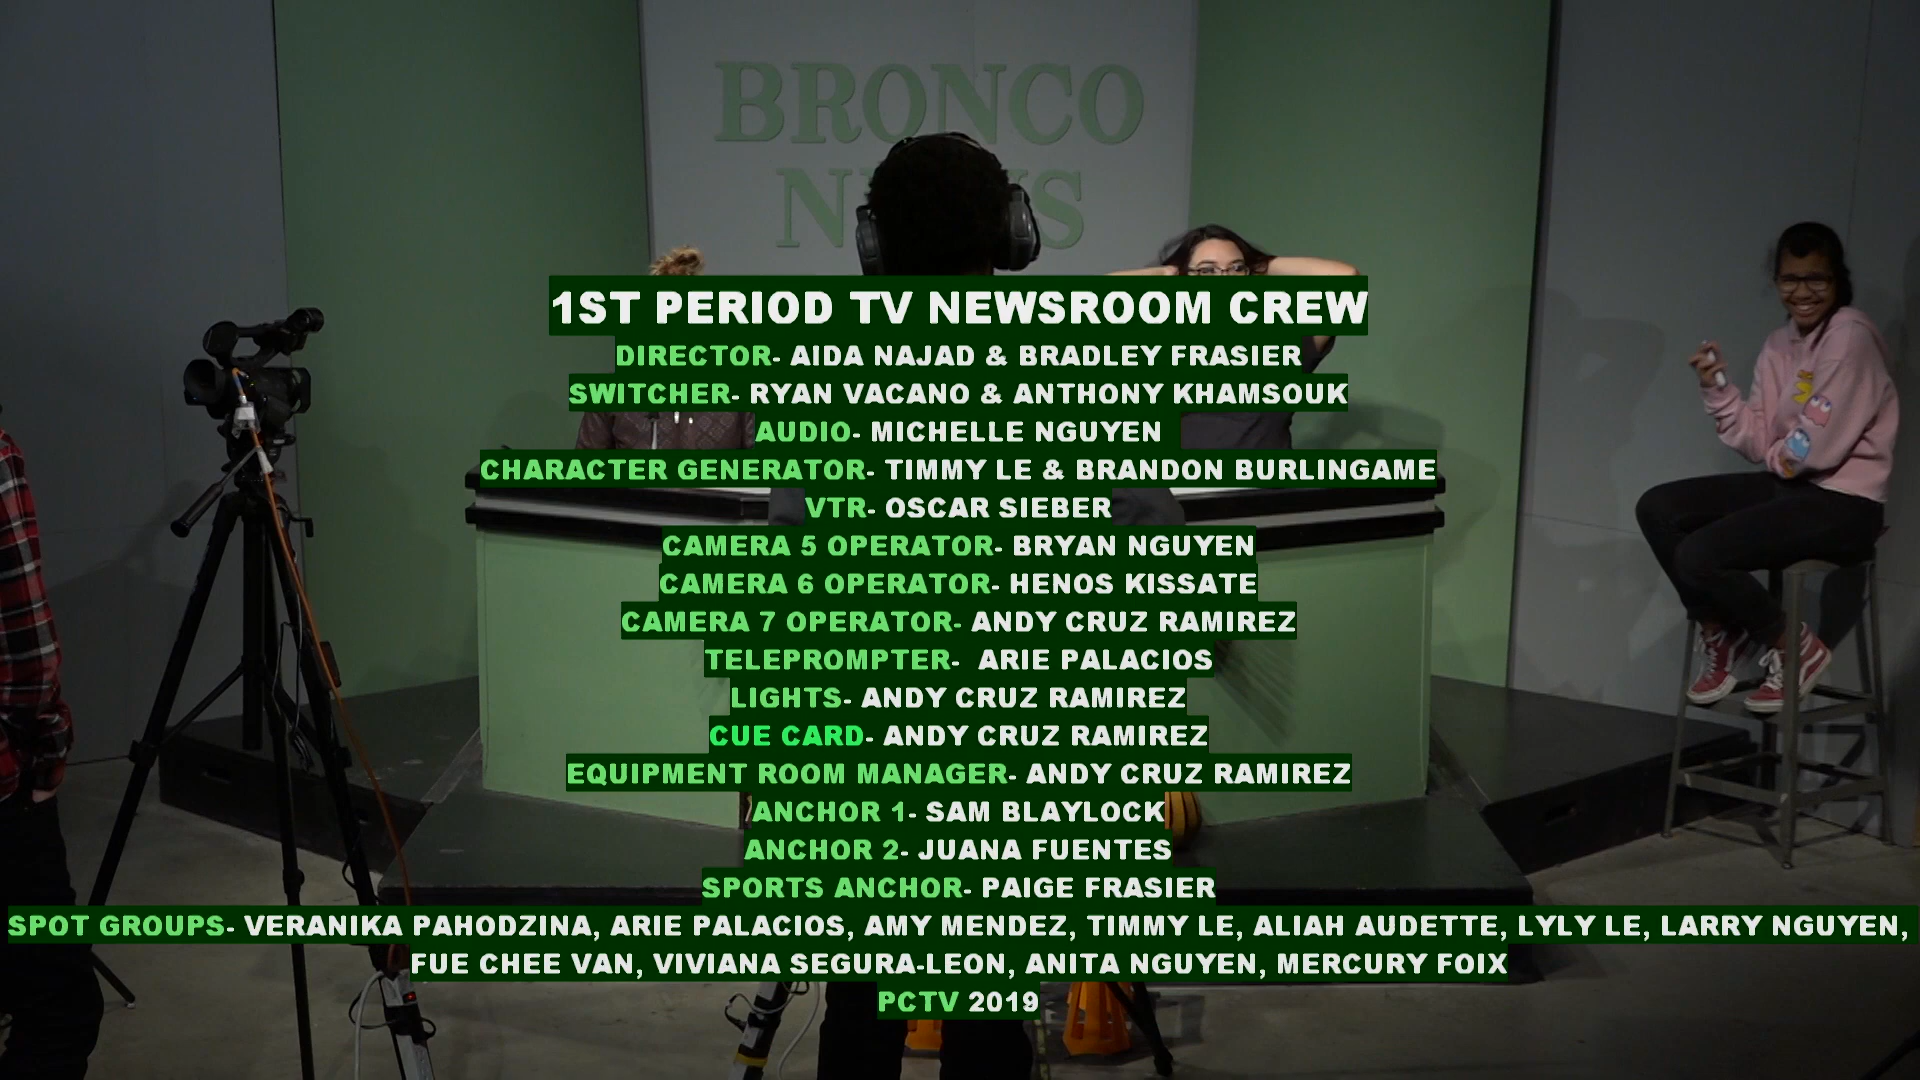 BRONCO
NEWS
1ST PERIOD TV NEWSROOM CREW
DIRECTOR- AIDA NAJAD & BRADLEY FRASIER
SWITCHER- RYAN VACANO & ANTHONY KHAMSOUK
AUDIO- MICHELLE NGUYEN
CHARACTER GENERATOR- TIMMY LE & BRANDON BURLINGAME
VTR- OSCAR SIEBER
CAMERA 5 OPERATOR- BRYAN NGUYEN
CAMERA 6 OPERATOR- HENOS KISSATE
CAMERA 7 OPERATOR- ANDY CRUZ RAMIREZ
TELEPROMPTER- ARIE PALACIOS
LIGHTS- ANDY CRUZ RAMIREZ
CUE CARD- ANDY CRUZ RAMIREZ
EQUIPMENT ROOM MANAGER- ANDY CRUZ RAMIREZ
ANCHOR 1- SAM BLAYLOCK
ANCHOR 2- JUANA FUENTES
SPORTS ANCHOR- PAIGE FRASIER
SPOT GROUPS- VERANIKA PAHODZINA, ARIE PALACIOS, AMY MENDEZ, TIMMY LE, ALIAH AUDETTE, LYLY LE, LARRY NGUYEN,
FUE CHEE VAN, VIVIANA SEGURA-LEON, ANITA NGUYEN, MERCURY FOIX
PCTV 2019